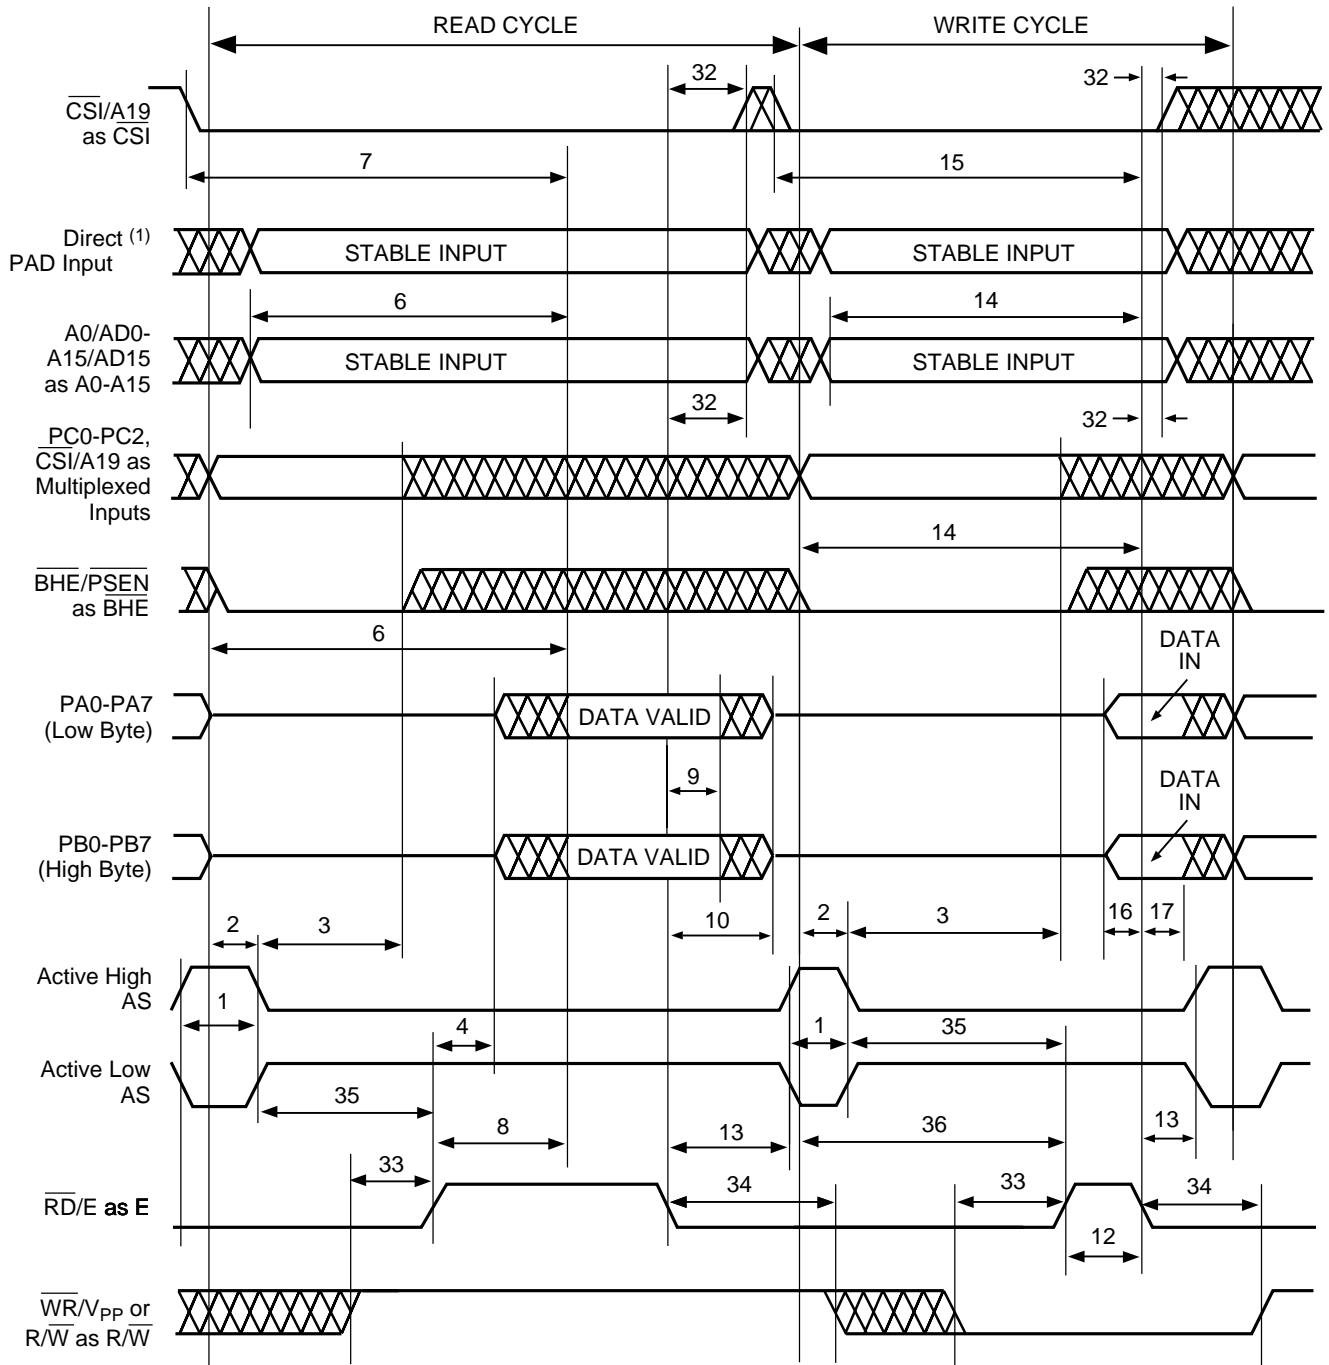 READ CYCLE
WRITE CYCLE
32
32
CSI/A19
as CSI
7
15
Direct (1)
PAD Input
STABLE INPUT
STABLE INPUT
6
14
A0/AD0-
A15/AD15
as A0-A15
STABLE INPUT
STABLE INPUT
32
32
PC0-PC2,
CSI/A19 as
Multiplexed
Inputs
14
BHE/PSEN
as BHE
6
DATA
IN
PA0-PA7
(Low Byte)
DATA VALID
9
DATA
IN
PB0-PB7
(High Byte)
DATA VALID
2
3
10
2
3
16
17
Active High
AS
1
4
1
35
Active Low
AS
35
8
13
36
13
33
34
33
34
RD/E as E
12
WR/VPP or
R/W as R/W